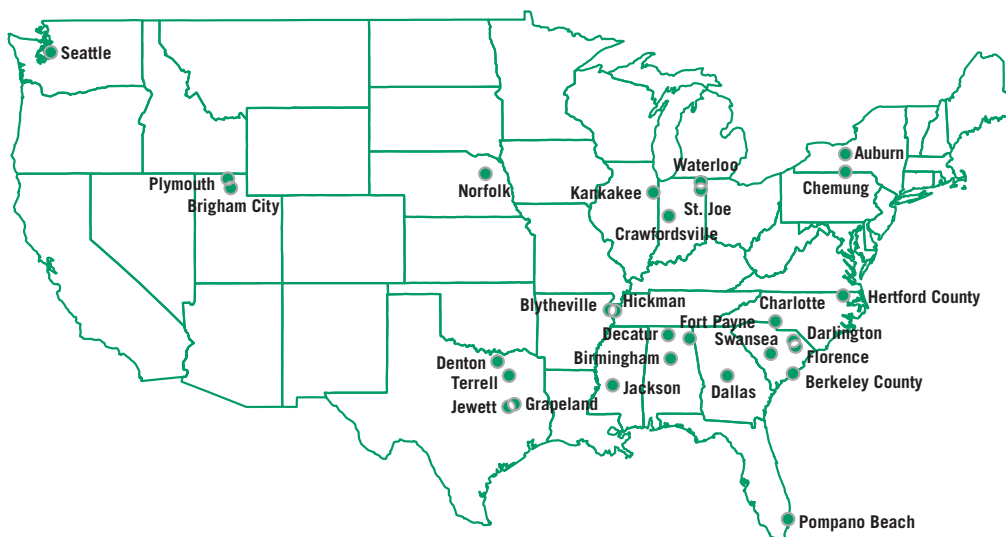 Seattle
Auburn
Waterloo
Plymouth
Norfolk
Kankakee
Chemung
Brigham City
St. Joe
Crawfordsville
Blytheville
Hickman
Charlotte
Hertford County
Fort Payne
Decatur
Swansea
Darlington
Birmingham
Florence
Denton
Terrell
Jackson
Dallas
Berkeley County
Jewett
Grapeland
Pompano Beach